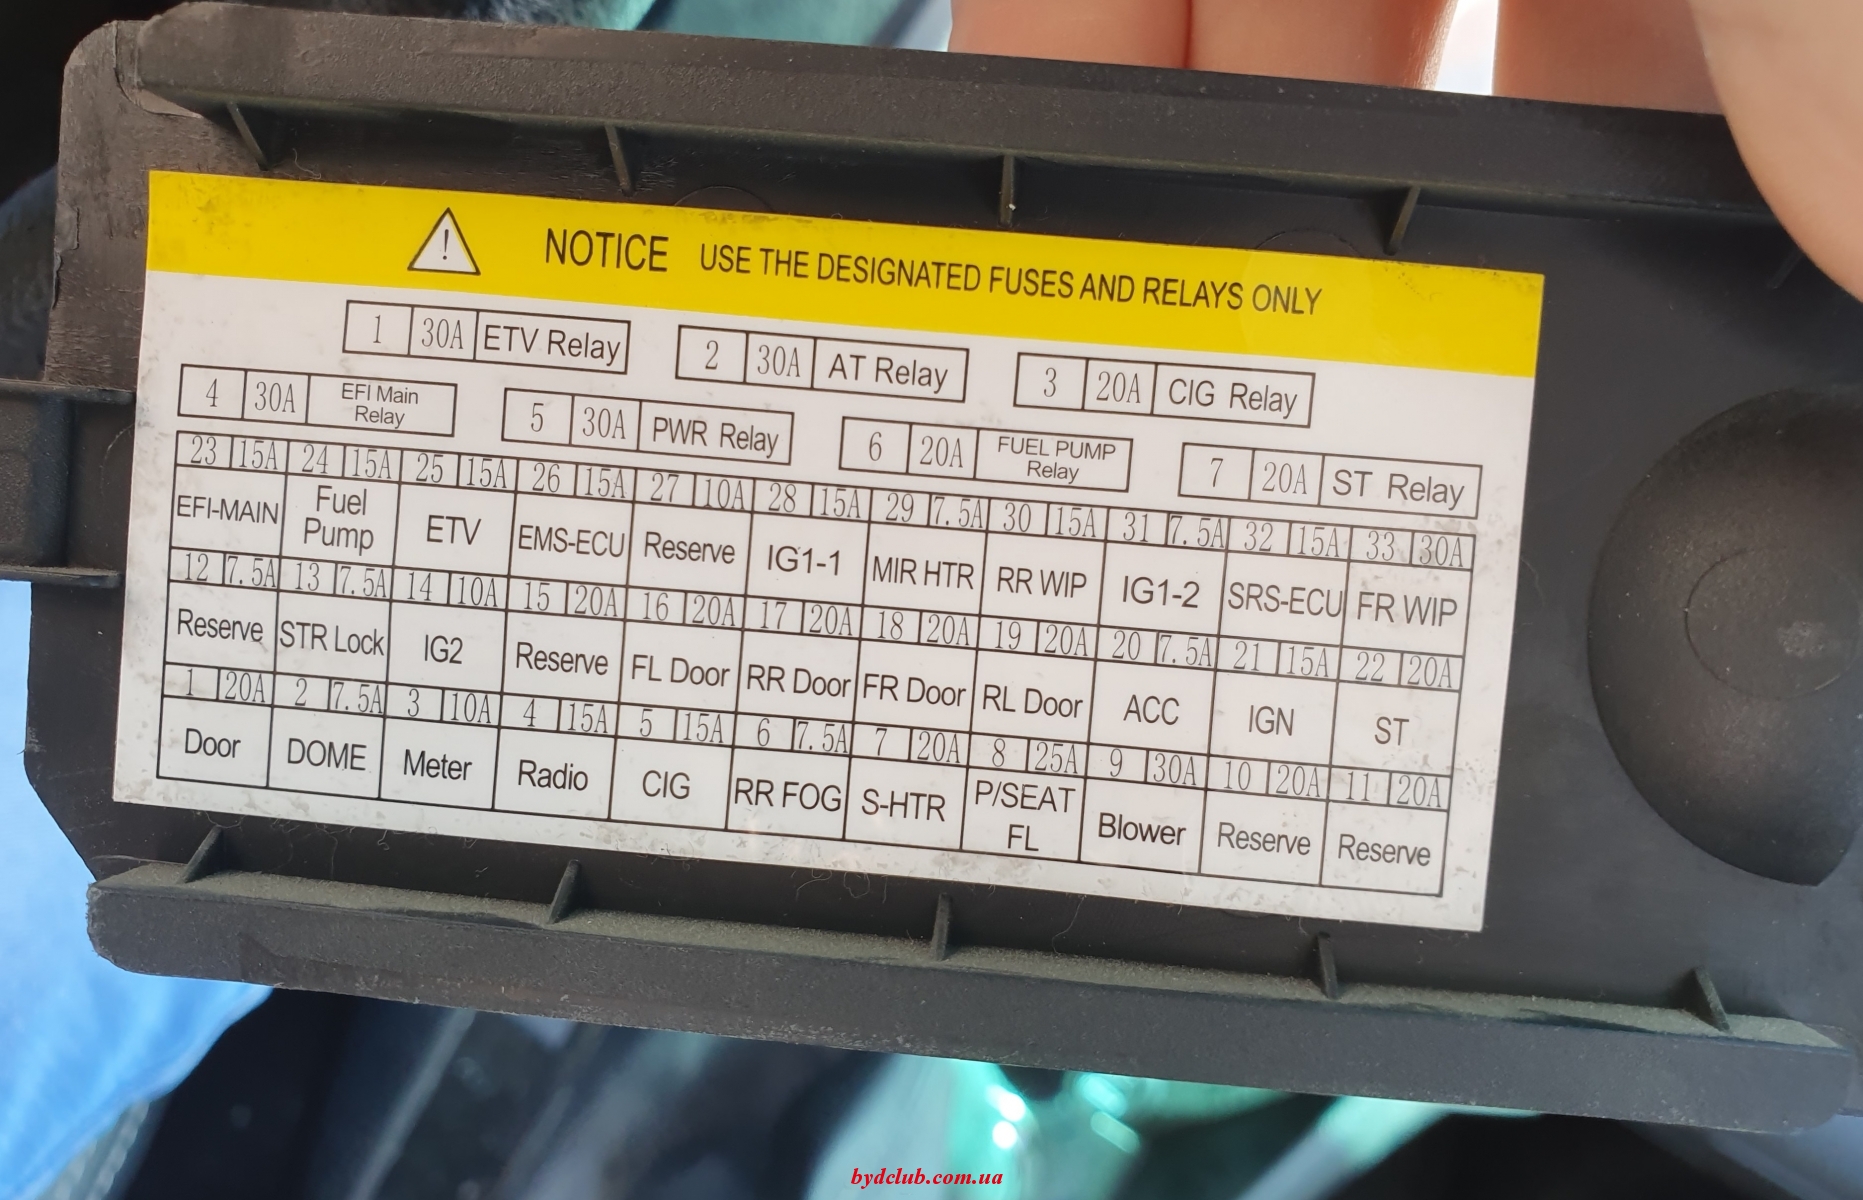 ! NOTICE USE THE DESIGNATED FUSES AND RELAYS ONLY
1 30A ETV Relay 2 30A AT Relay 3 20A CIG Relay
4 30A EFI Main Relay 5 30A PWR Relay 6 20A FUEL PUMP Relay 7 20A ST Relay
23 15A 24 15A 25 15A 26 15A 27 10A 28 15A 29 7.5A 30 15A 31 7.5A 32 15A 33 30A
EFI-MAIN Fuel Pump ETV EMS-ECU Reserve IG1-1 MIR HTR RR WIP IG1-2 SRS-ECU FR WIP
12 7.5A 13 7.5A 14 10A 15 20A 16 20A 17 20A 18 20A 19 20A 20 7.5A 21 15A 22 20A
Reserve STR Lock IG2 Reserve FL Door RR Door FR Door RL Door ACC IGN ST
1 20A 2 7.5A 3 10A 4 15A 5 15A 6 7.5A 7 20A 8 25A 9 30A 10 20A 11 20A
Door DOME Meter Radio CIG RR FOG S-HTR P/SEAT FL Blower Reserve Reserve
bydclub.com.ua